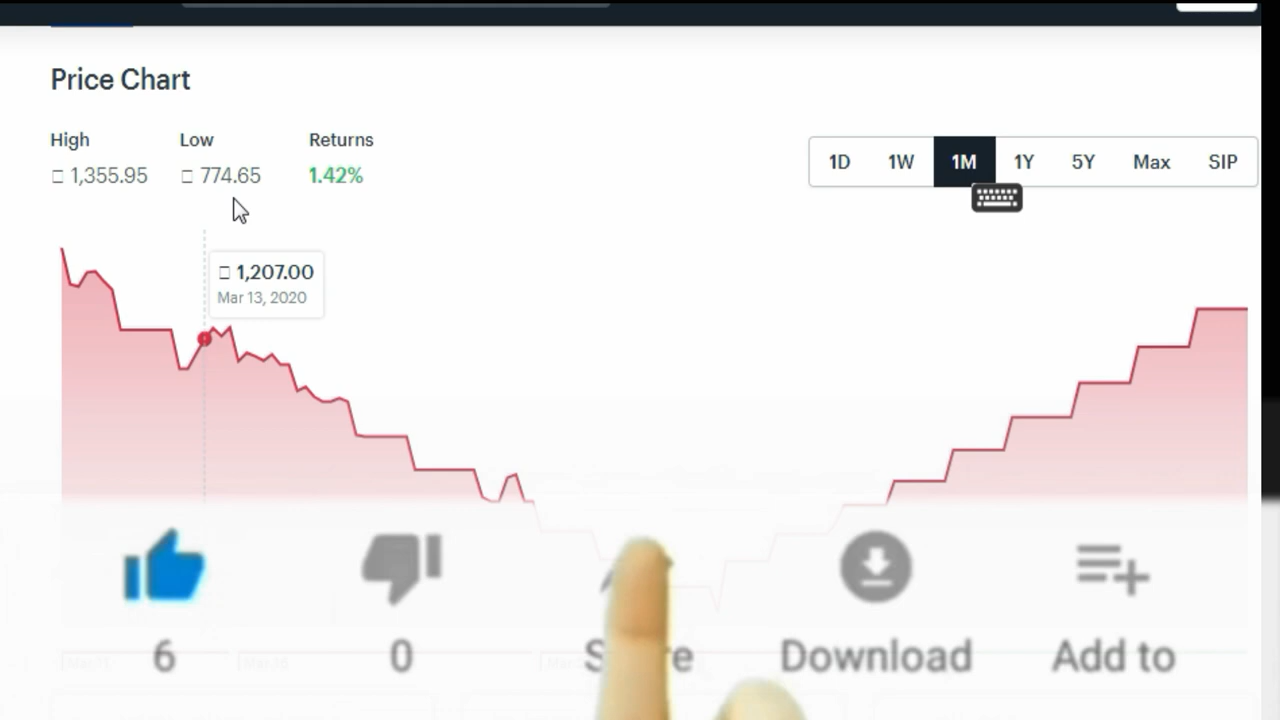 Price Chart
High Low Returns
1,355.95 774.65 1.42%
1D 1W 1M 1Y 5Y Max SIP
1,207.00
Mar 13, 2020
6 0 Download Add to